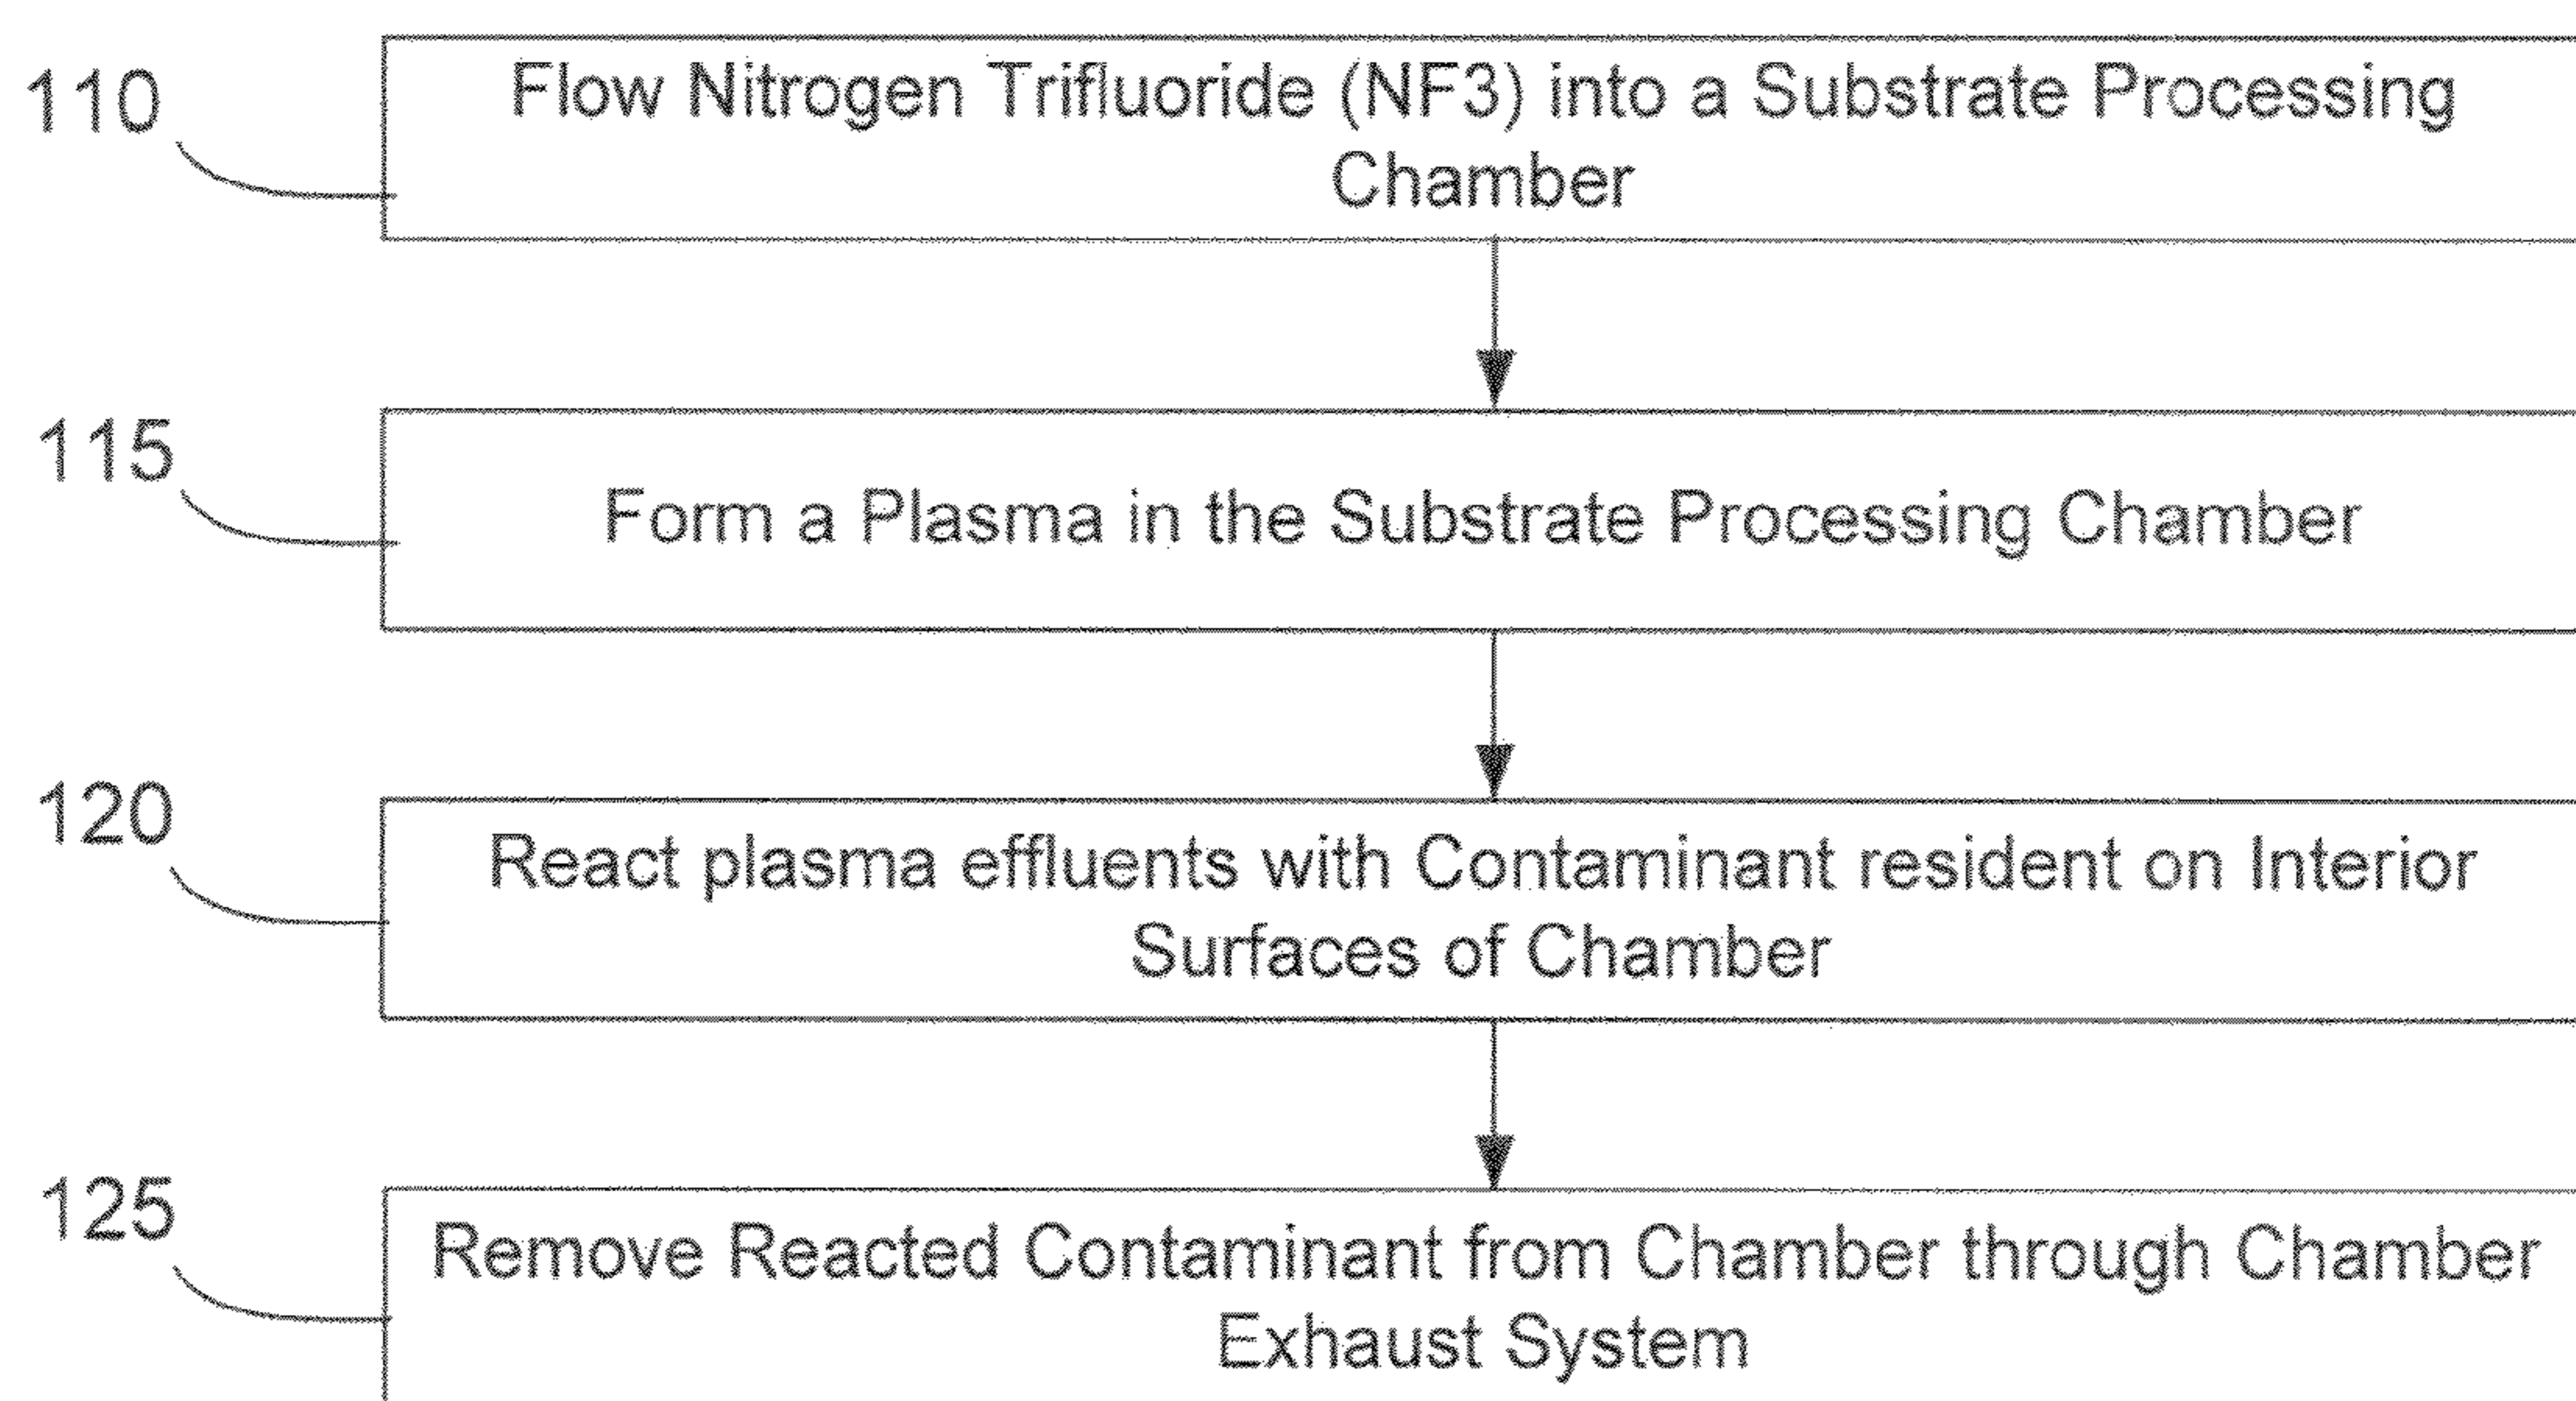 110
Flow Nitrogen Trifluoride (NF3) into a Substrate Processing
Chamber
115
Form a Plasma in the Substrate Processing Chamber
120
React plasma effluents with Contaminant resident on Interior
Surfaces of Chamber
125
Remove Reacted Contaminant from Chamber through Chamber
Exhaust System